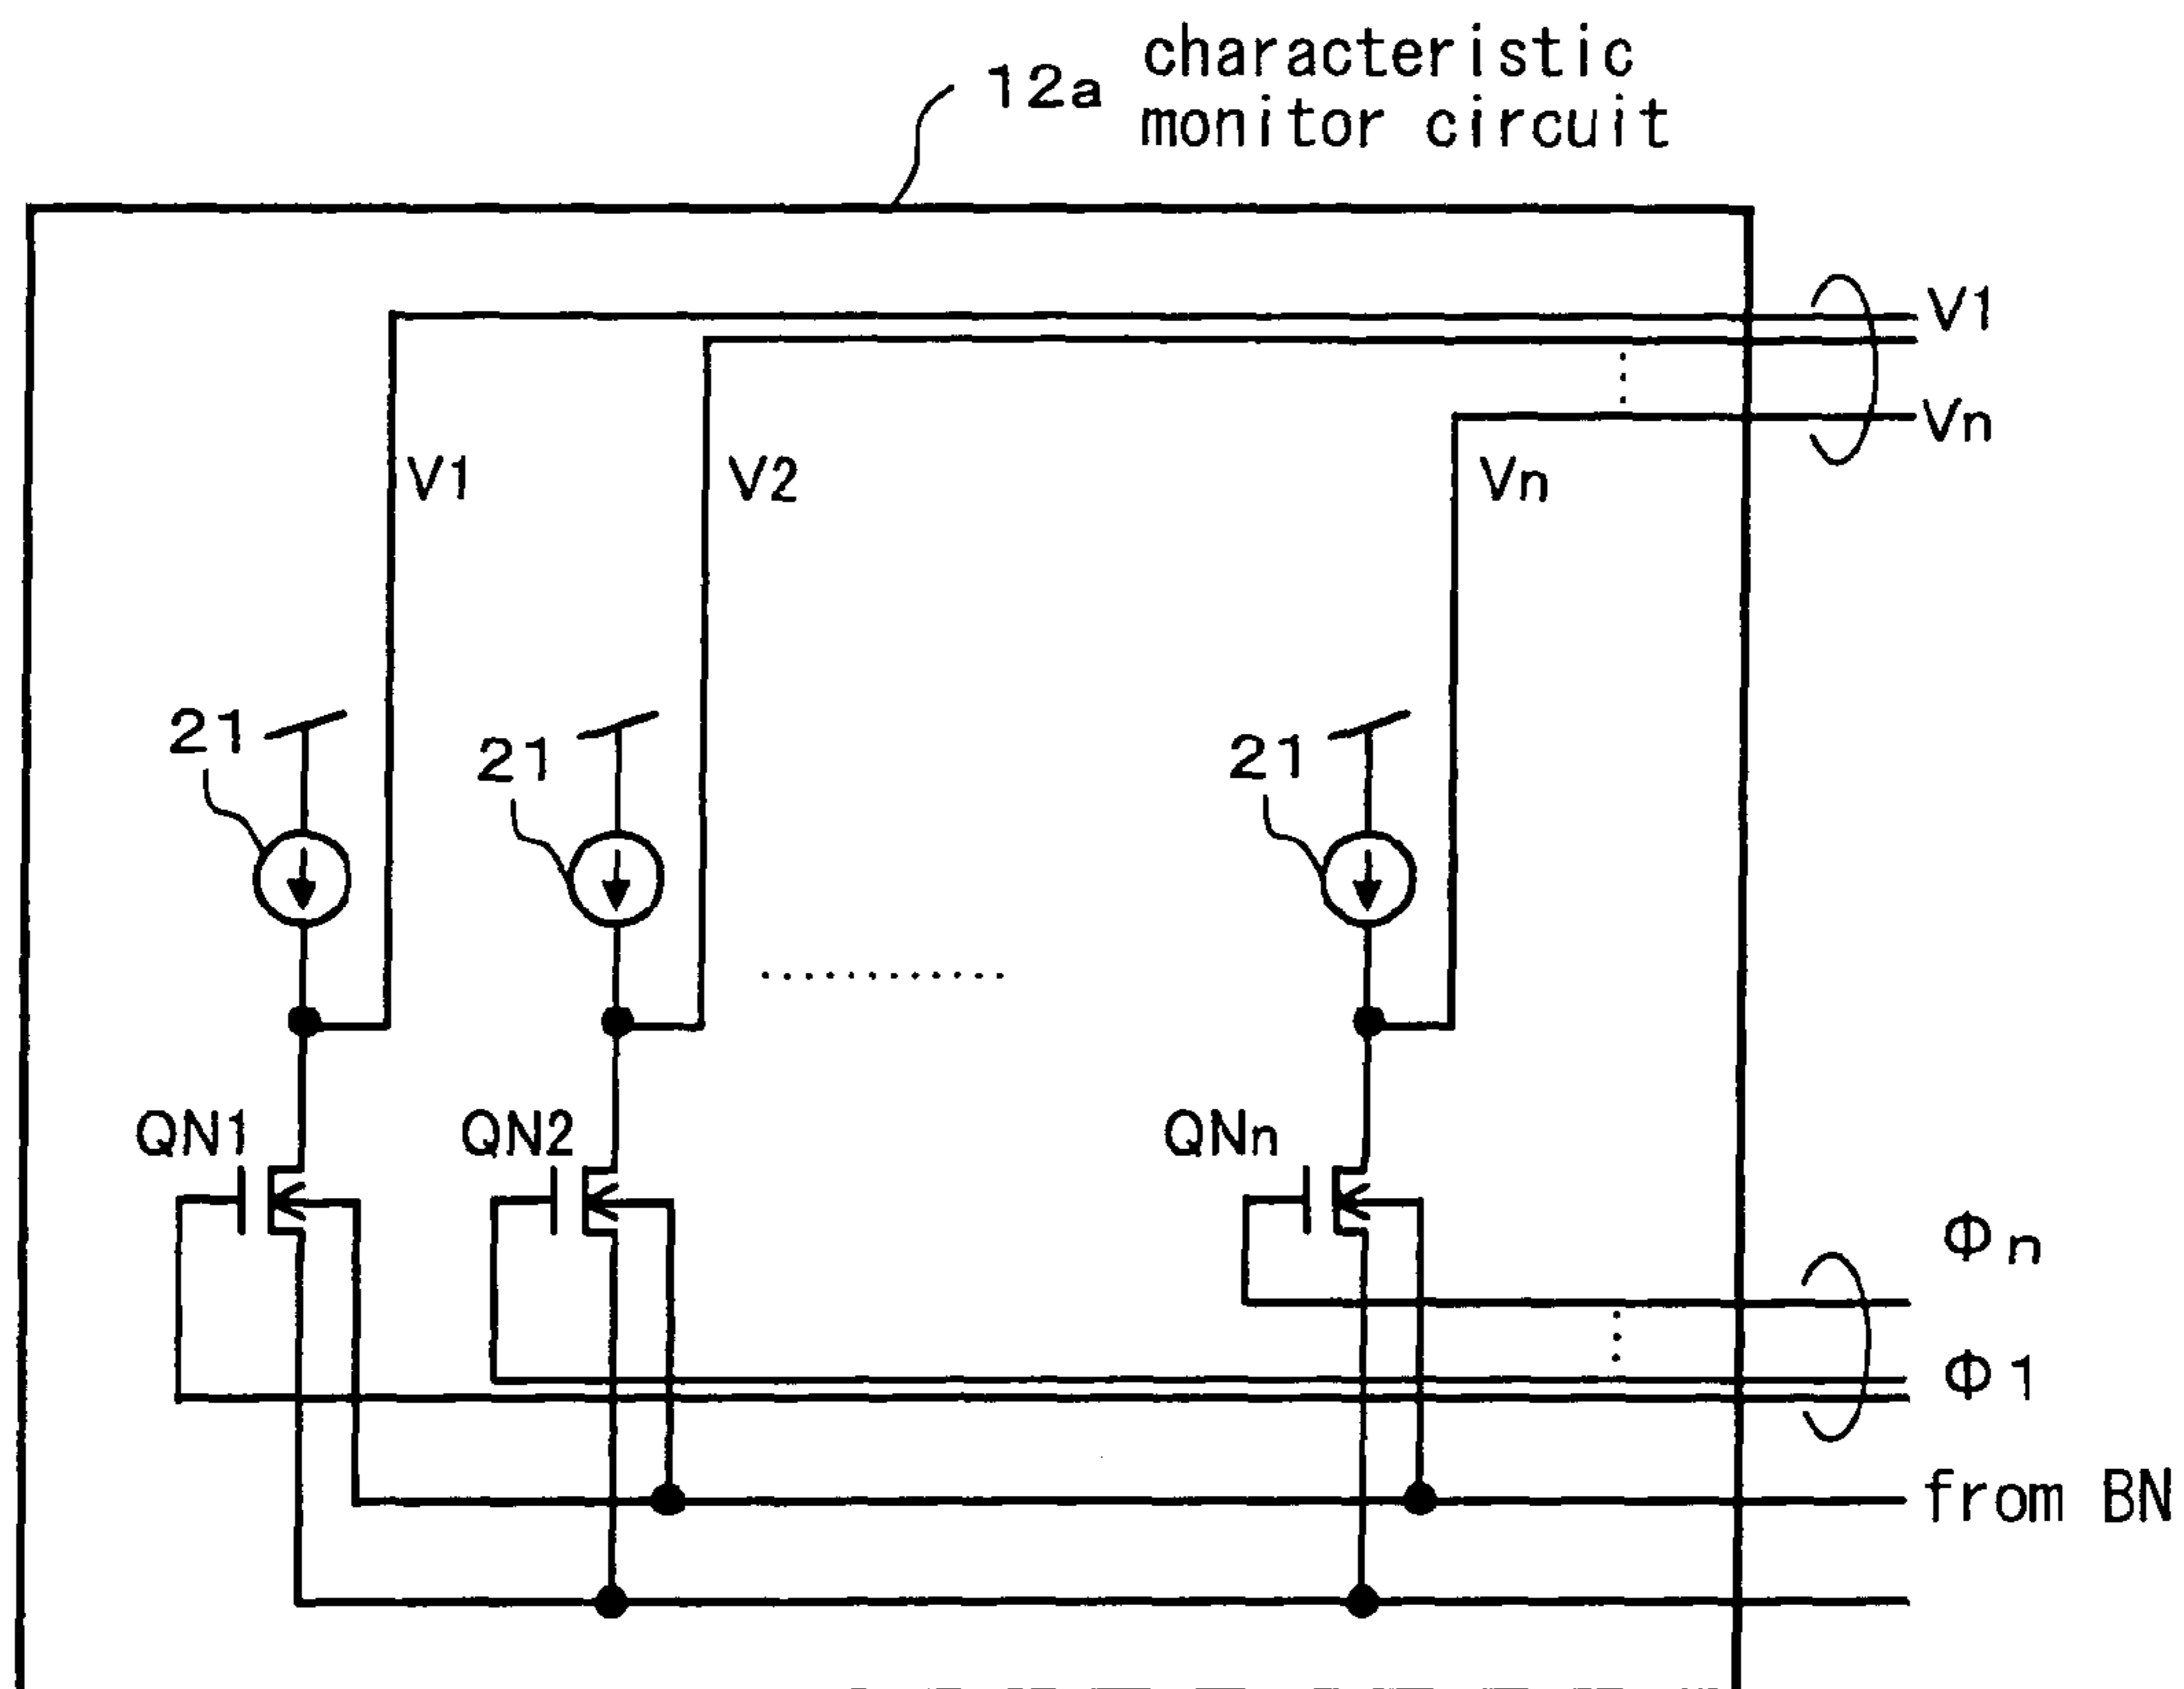 12a characteristic
monitor circuit
V1
Vn
V1 V2 Vn
21 21 21
QN1 QN2 QNn
Φn
Φ1
from BN